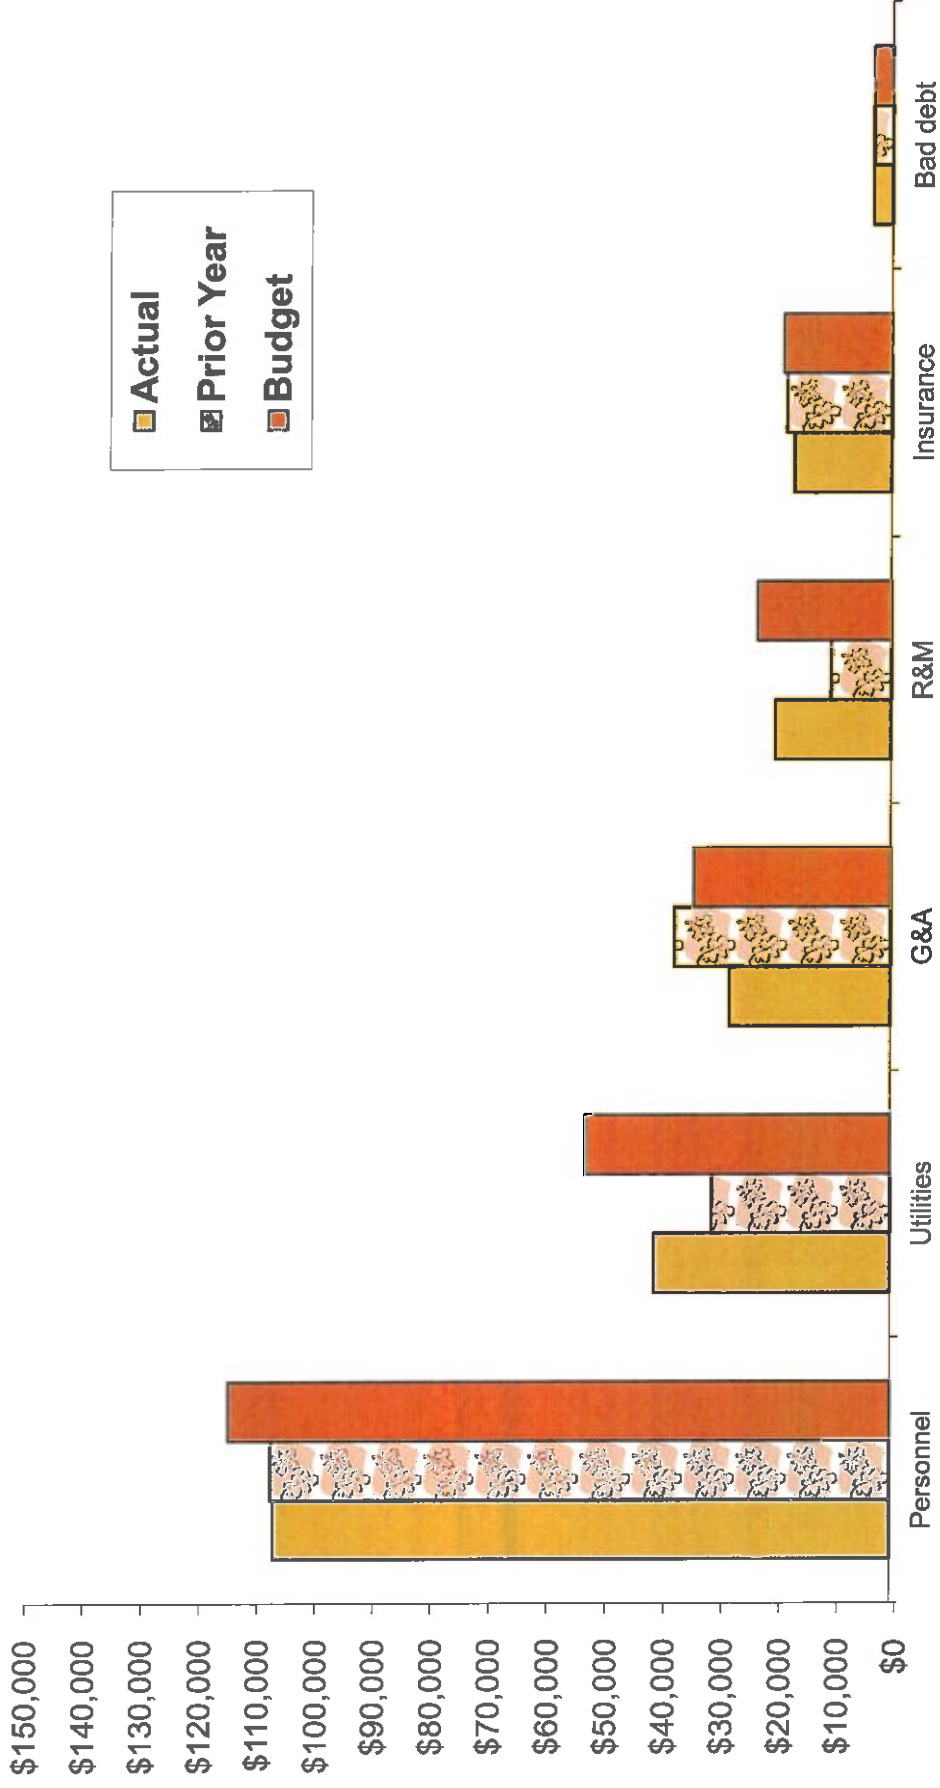 $150,000
$140,000
$130,000
$120,000
$110,000
$100,000
$90,000
$80,000
$70,000
$60,000
$50,000
$40,000
$30,000
$20,000
$10,000
$0
Actual
Prior Year
Budget
Personnel
Utilities
G&A
R&M
Insurance
Bad debt